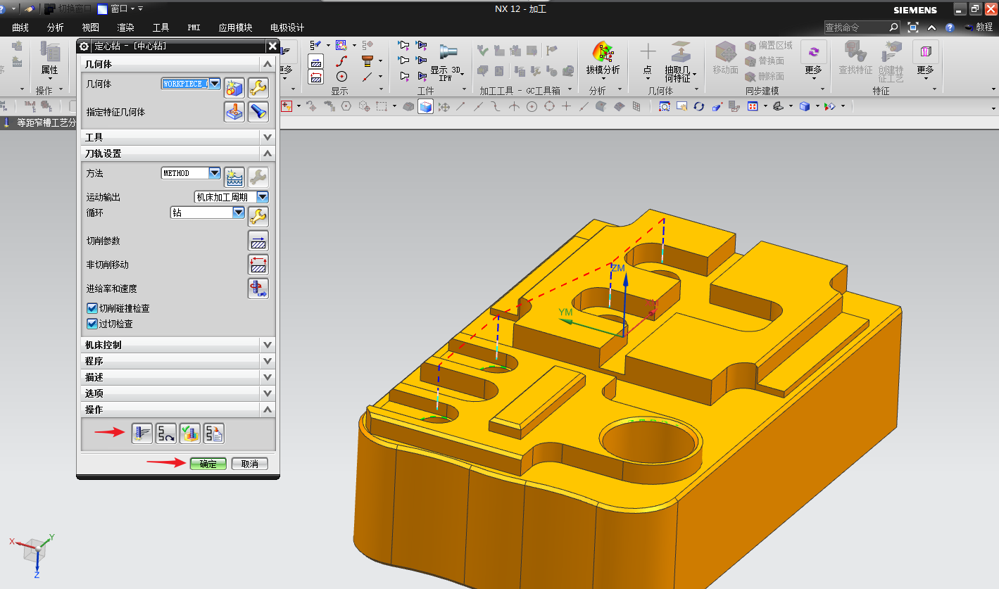 切换窗口 窗口 NX 12 - 加工 SIEMENS
曲线 分析 视图 渲染 工具 PMI 应用模块 电极设计 查找命令 教程
属性
更多
显示 3D
IPW
拔模分析
点
抽取几
何特征
移动面
偏置区域
替换面
删除面
更多
查找特征
创建特
征工艺
更多
操作 显示 工件 加工工具 - GC工具箱 分析 几何体 同步建模 特征
等距窄槽工艺分
定心钻 - [中心钻]
几何体
几何体 WORKPIECE_
指定特征几何体
工具
刀轨设置
方法 METHOD
运动输出 机床加工周期
循环 钻
切削参数
非切削移动
进给率和速度
切削碰撞检查
过切检查
机床控制
程序
描述
选项
操作
确定 取消
ZM
YM
X
Y
Z